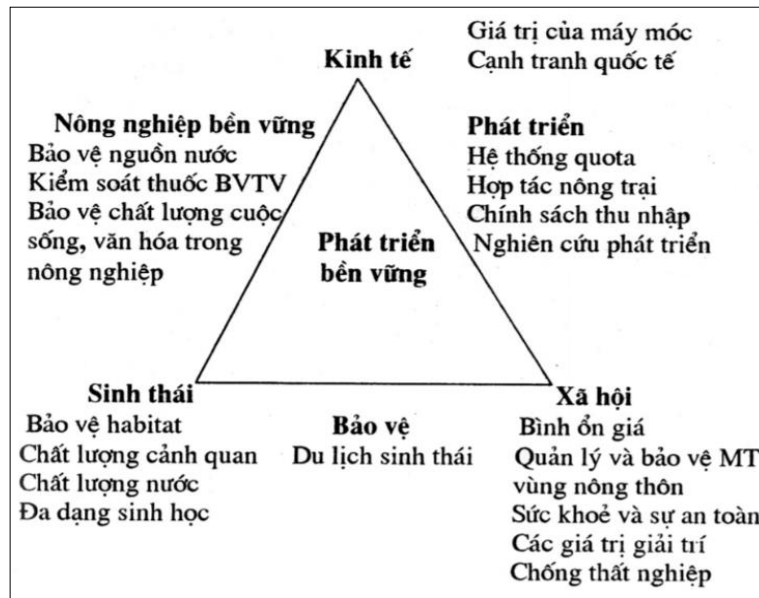 Giá trị của máy móc
Kinh tế
Cạnh tranh quốc tế
Nông nghiệp bền vững
Bảo vệ nguồn nước
Kiểm soát thuốc BVTV
Bảo vệ chất lượng cuộc
sống, văn hóa trong
nông nghiệp
Phát triển
Hệ thống quota
Hợp tác nông trại
Chính sách thu nhập
Nghiên cứu phát triển
Phát triển
bền vững
Sinh thái
Bảo vệ habitat
Chất lượng cảnh quan
Chất lượng nước
Đa dạng sinh học
Bảo vệ
Du lịch sinh thái
Xã hội
Bình ổn giá
Quản lý và bảo vệ MT
vùng nông thôn
Sức khoẻ và sự an toàn
Các giá trị giải trí
Chống thất nghiệp